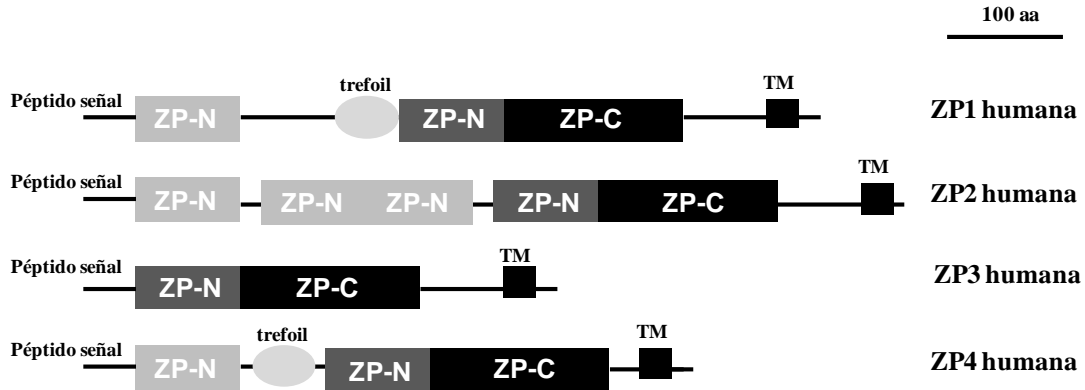 100 aa
trefoil
TM
Péptido señal
ZP-N
ZP-N
ZP-C
ZP1 humana
TM
Péptido señal
ZP-N
ZP-N
ZP-N
ZP-N
ZP-C
ZP2 humana
TM
Péptido señal
ZP-N
ZP-C
ZP3 humana
trefoil
TM
Péptido señal
ZP-N
ZP-N
ZP-C
ZP4 humana